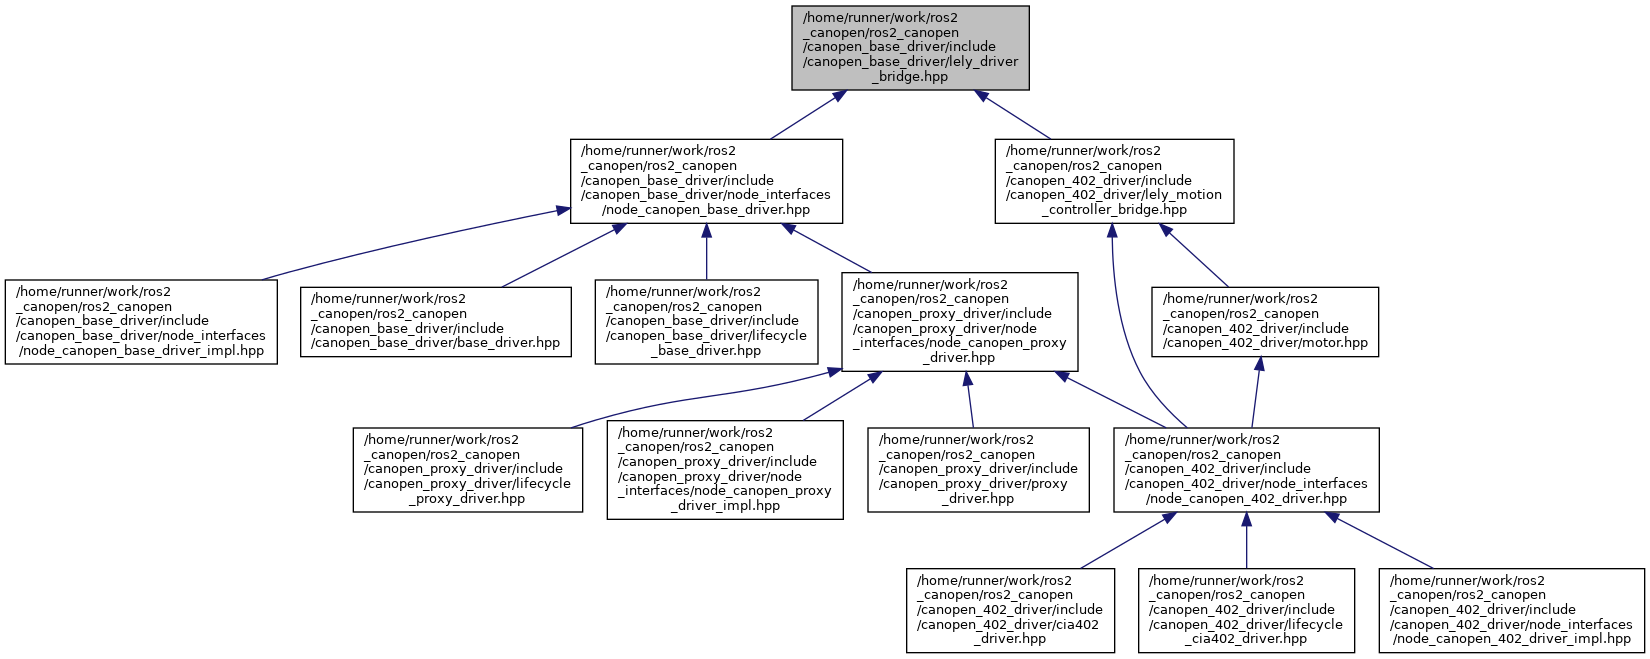 /home/runner/work/ros2
_canopen/ros2_canopen
/canopen_base_driver/include
/canopen_base_driver/lely_driver
_bridge.hpp
/home/runner/work/ros2
_canopen/ros2_canopen
/canopen_base_driver/include
/canopen_base_driver/node_interfaces
/node_canopen_base_driver.hpp
/home/runner/work/ros2
_canopen/ros2_canopen
/canopen_402_driver/include
/canopen_402_driver/lely_motion
_controller_bridge.hpp
/home/runner/work/ros2
_canopen/ros2_canopen
/canopen_base_driver/include
/canopen_base_driver/node_interfaces
/node_canopen_base_driver_impl.hpp
/home/runner/work/ros2
_canopen/ros2_canopen
/canopen_base_driver/include
/canopen_base_driver/base_driver.hpp
/home/runner/work/ros2
_canopen/ros2_canopen
/canopen_base_driver/include
/canopen_base_driver/lifecycle
_base_driver.hpp
/home/runner/work/ros2
_canopen/ros2_canopen
/canopen_proxy_driver/include
/canopen_proxy_driver/node
_interfaces/node_canopen_proxy
_driver.hpp
/home/runner/work/ros2
_canopen/ros2_canopen
/canopen_402_driver/include
/canopen_402_driver/motor.hpp
/home/runner/work/ros2
_canopen/ros2_canopen
/canopen_proxy_driver/include
/canopen_proxy_driver/lifecycle
_proxy_driver.hpp
/home/runner/work/ros2
_canopen/ros2_canopen
/canopen_proxy_driver/include
/canopen_proxy_driver/node
_interfaces/node_canopen_proxy
_driver_impl.hpp
/home/runner/work/ros2
_canopen/ros2_canopen
/canopen_proxy_driver/include
/canopen_proxy_driver/proxy
_driver.hpp
/home/runner/work/ros2
_canopen/ros2_canopen
/canopen_402_driver/include
/canopen_402_driver/node_interfaces
/node_canopen_402_driver.hpp
/home/runner/work/ros2
_canopen/ros2_canopen
/canopen_402_driver/include
/canopen_402_driver/cia402
_driver.hpp
/home/runner/work/ros2
_canopen/ros2_canopen
/canopen_402_driver/include
/canopen_402_driver/lifecycle
_cia402_driver.hpp
/home/runner/work/ros2
_canopen/ros2_canopen
/canopen_402_driver/include
/canopen_402_driver/node_interfaces
/node_canopen_402_driver_impl.hpp